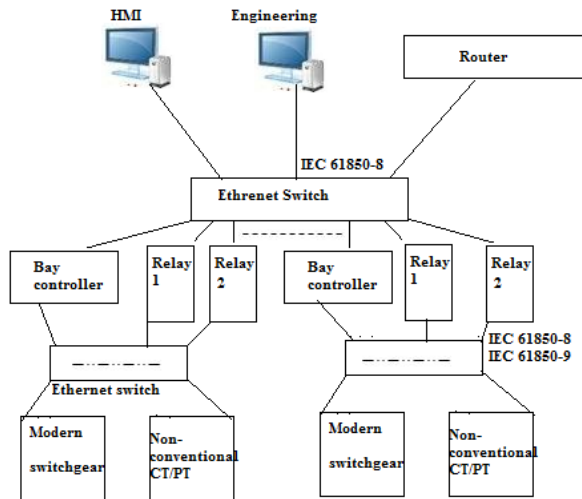 HMI
Engineering
Router
IEC 61850-8
Ethrenet Switch
Bay
controller
Relay
1
Relay
2
Bay
controller
Relay
1
Relay
2
IEC 61850-8
IEC 61850-9
Ethernet switch
Modern
switchgear
Non-
conventional
CT/PT
Modern
switchgear
Non-
conventional
CT/PT